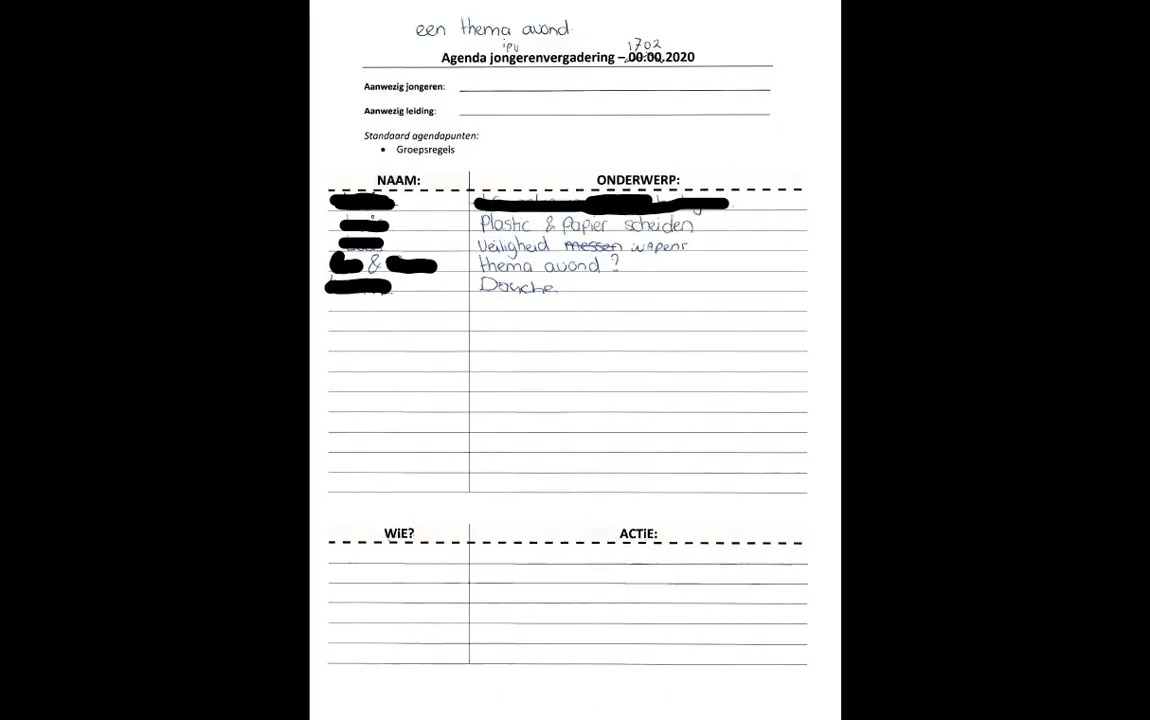 een thema avond
ipv 1702
Agenda jongerenvergadering – 00.00.2020
Aanwezig jongeren:
Aanwezig leiding:
Standaard agendapunten:
• Groepsregels
NAAM: ONDERWERP:
Plastic & Papier scheiden
Veiligheid messen wapens
& thema avond ?
Douche
WiE? ACTiE: